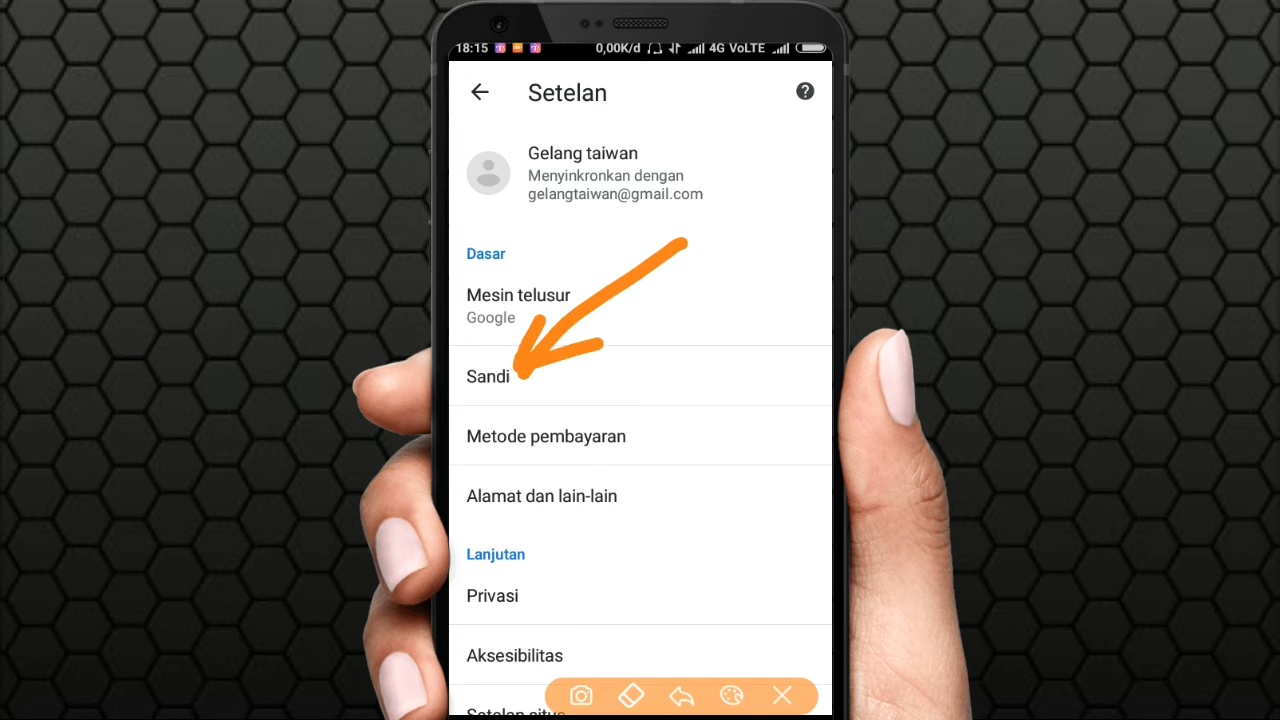 18:15 0,00K/d 4G VoLTE
Setelan
Gelang taiwan
Menyinkronkan dengan
gelangtaiwan@gmail.com
Dasar
Mesin telusur
Google
Sandi
Metode pembayaran
Alamat dan lain-lain
Lanjutan
Privasi
Aksesibilitas
Setelan situs